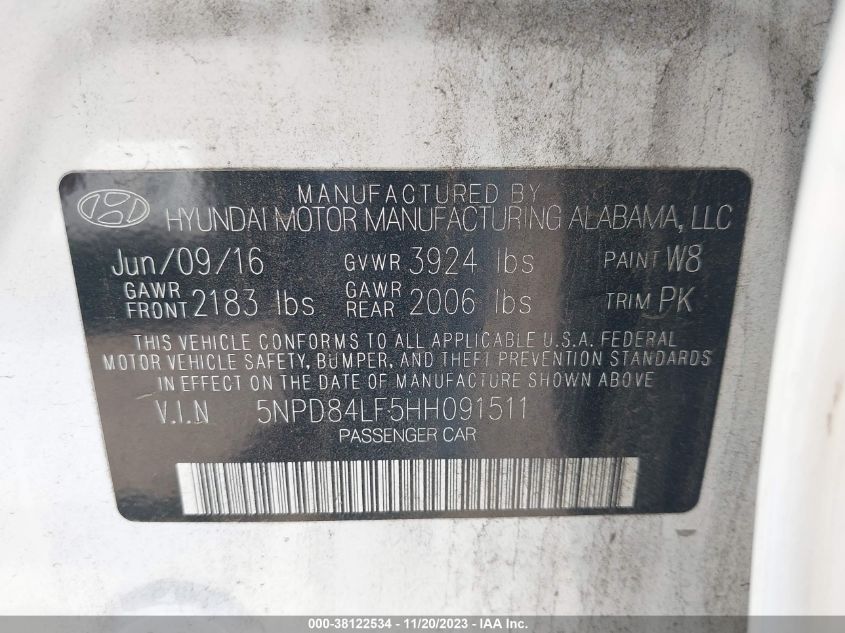 MANUFACTURED BY
HYUNDAI MOTOR MANUFACTURING ALABAMA, LLC
Jun/09/16 GVWR 3924 lbs PAINT W8
GAWR FRONT 2183 lbs GAWR REAR 2006 lbs TRIM PK
THIS VEHICLE CONFORMS TO ALL APPLICABLE U.S.A. FEDERAL
MOTOR VEHICLE SAFETY, BUMPER, AND THEFT PREVENTION STANDARDS
IN EFFECT ON THE DATE OF MANUFACTURE SHOWN ABOVE
V.I.N 5NPD84LF5HH091511
PASSENGER CAR
000-38122534 - 11/20/2023 - IAA Inc.